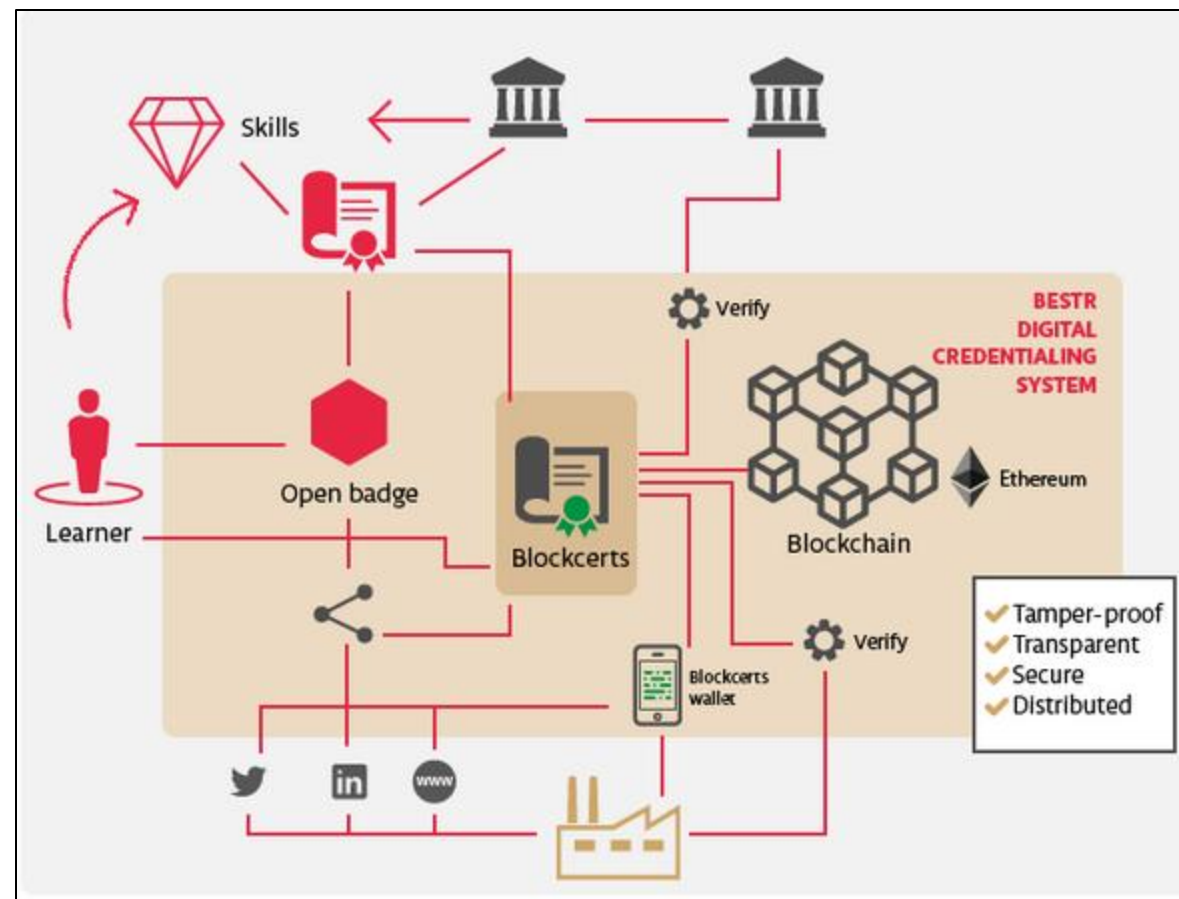 Skills
Verify
BESTR
DIGITAL
CREDENTIALING
SYSTEM
Open badge
Ethereum
Learner
Blockcerts
Blockchain
Verify
Blockcerts
wallet
Tamper-proof
Transparent
Secure
Distributed
in
www